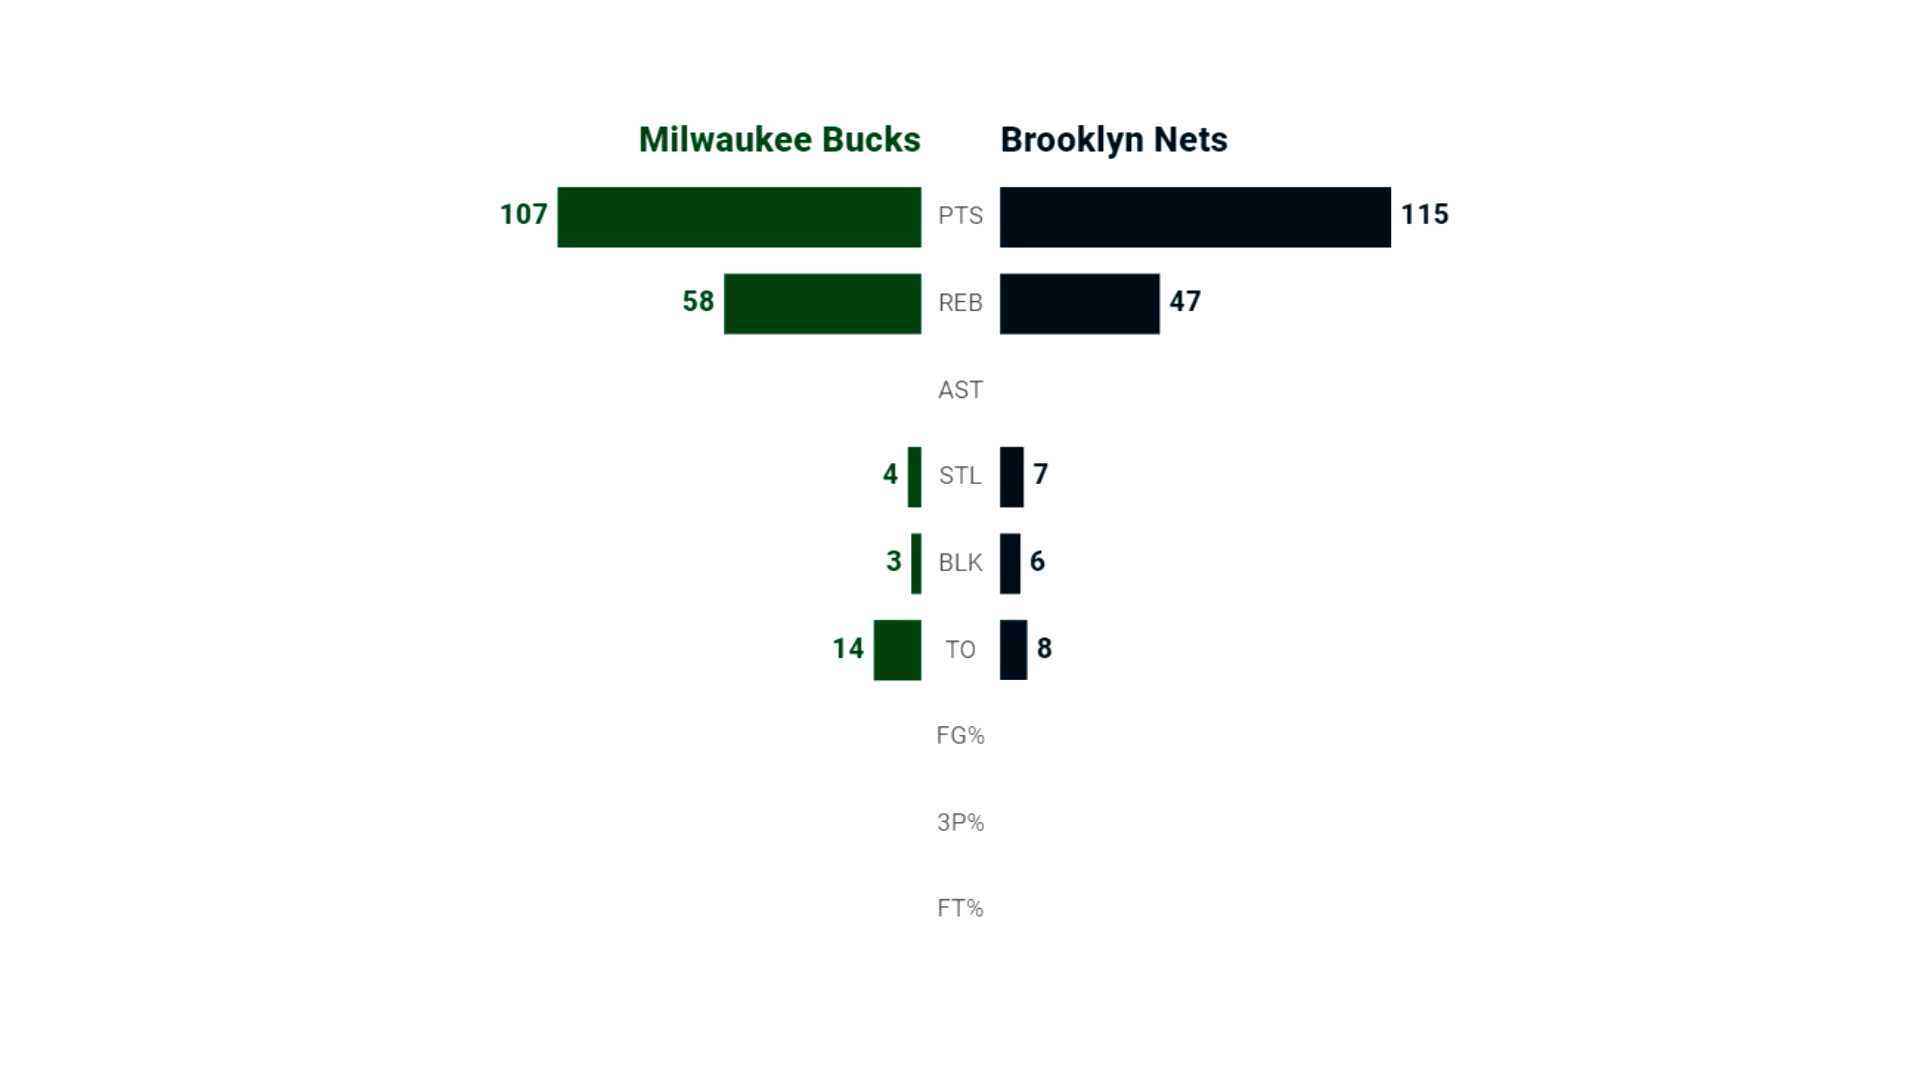 Milwaukee Bucks Brooklyn Nets
107 PTS 115
58 REB 47
AST
4 STL 7
3 BLK 6
14 TO 8
FG%
3P%
FT%